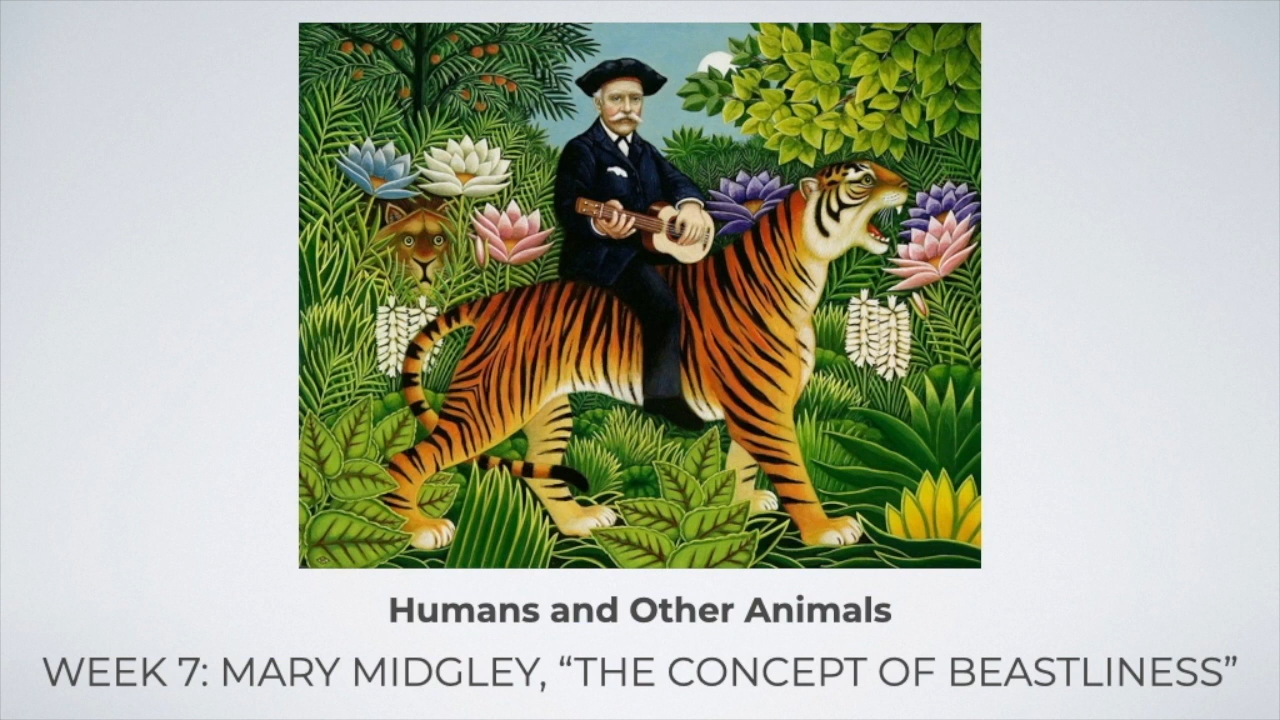 Humans and Other Animals
WEEK 7: MARY MIDGLEY, “THE CONCEPT OF BEASTLINESS”